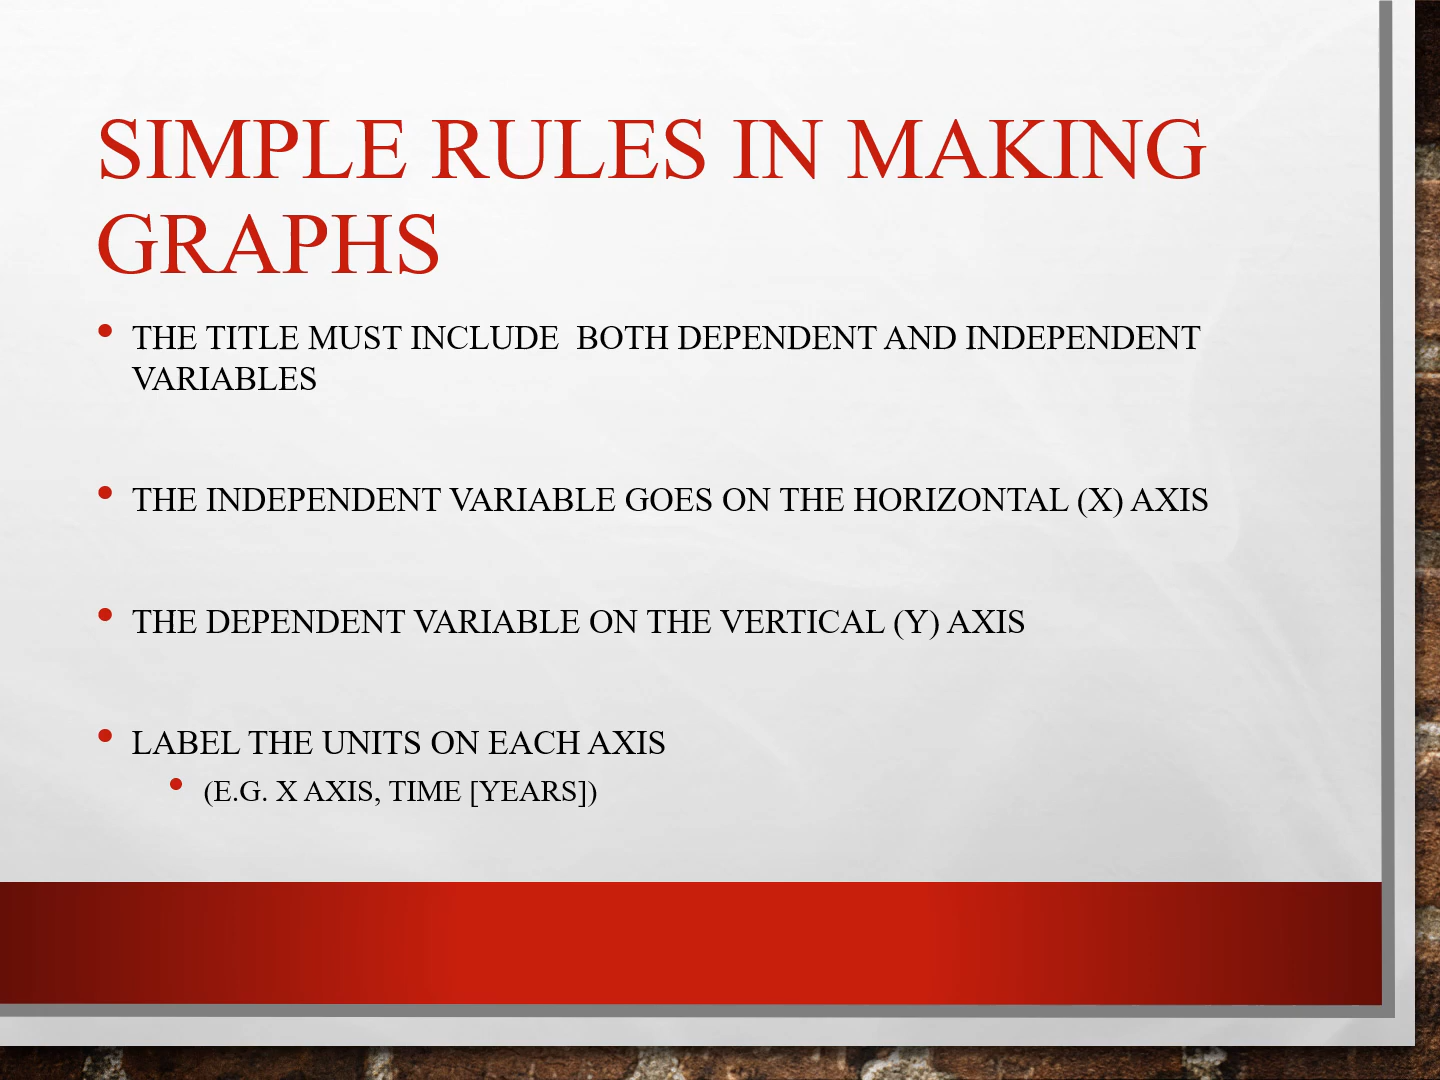 SIMPLE RULES IN MAKING
GRAPHS
• THE TITLE MUST INCLUDE  BOTH DEPENDENT AND INDEPENDENT
VARIABLES
• THE INDEPENDENT VARIABLE GOES ON THE HORIZONTAL (X) AXIS
• THE DEPENDENT VARIABLE ON THE VERTICAL (Y) AXIS
• LABEL THE UNITS ON EACH AXIS
• (E.G. X AXIS, TIME [YEARS])